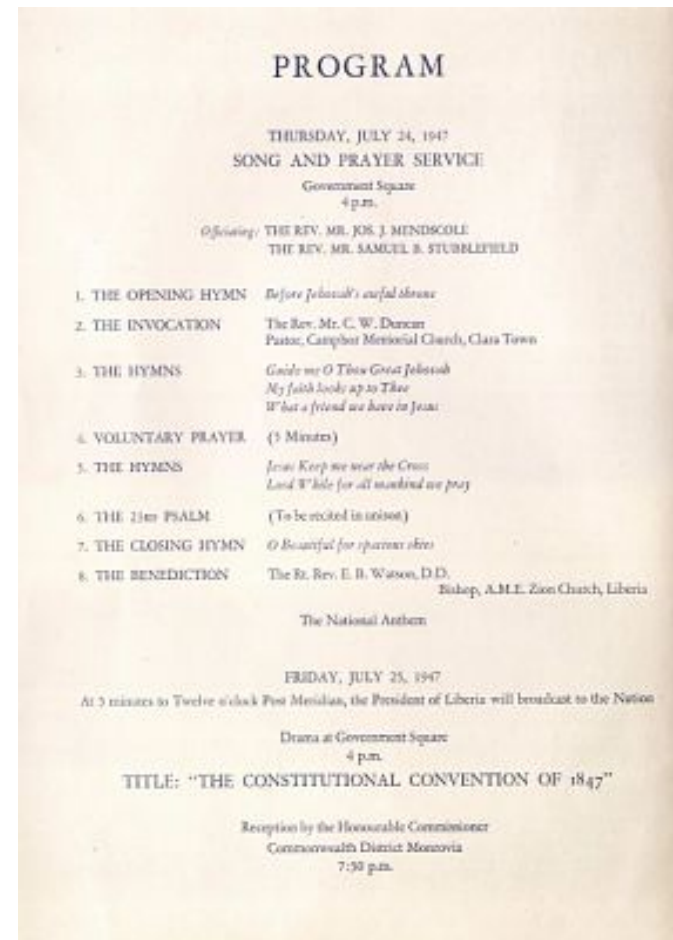 PROGRAM
THURSDAY, JULY 24, 1947
SONG AND PRAYER SERVICE
Government Square
4 p.m.
Officiating: THE REV. MR. JOS. J. MENDSCOLE
THE REV. MR. SAMUEL B. STUBBLEFIELD
1. THE OPENING HYMN Before Jehovah's awful throne
2. THE INVOCATION The Rev. Mr. C. W. Duncan
Pastor, Camphor Memorial Church, Clara Town
3. THE HYMNS Guide me O Thou Great Jehovah
My faith looks up to Thee
What a friend we have in Jesus
4. VOLUNTARY PRAYER (5 Minutes)
5. THE HYMNS Jesus Keep me near the Cross
Lord While for all mankind we pray
6. THE 23RD PSALM (To be recited in unison)
7. THE CLOSING HYMN O Beautiful for spacious skies
8. THE BENEDICTION The Rt. Rev. E. B. Watson, D.D.
Bishop, A.M.E. Zion Church, Liberia
The National Anthem
FRIDAY, JULY 25, 1947
At 5 minutes to Twelve o'clock Post Meridian, the President of Liberia will broadcast to the Nation
Drama at Government Square
4 p.m.
TITLE: "THE CONSTITUTIONAL CONVENTION OF 1847"
Reception by the Honourable Commissioner
Commonwealth District Monrovia
7:30 p.m.